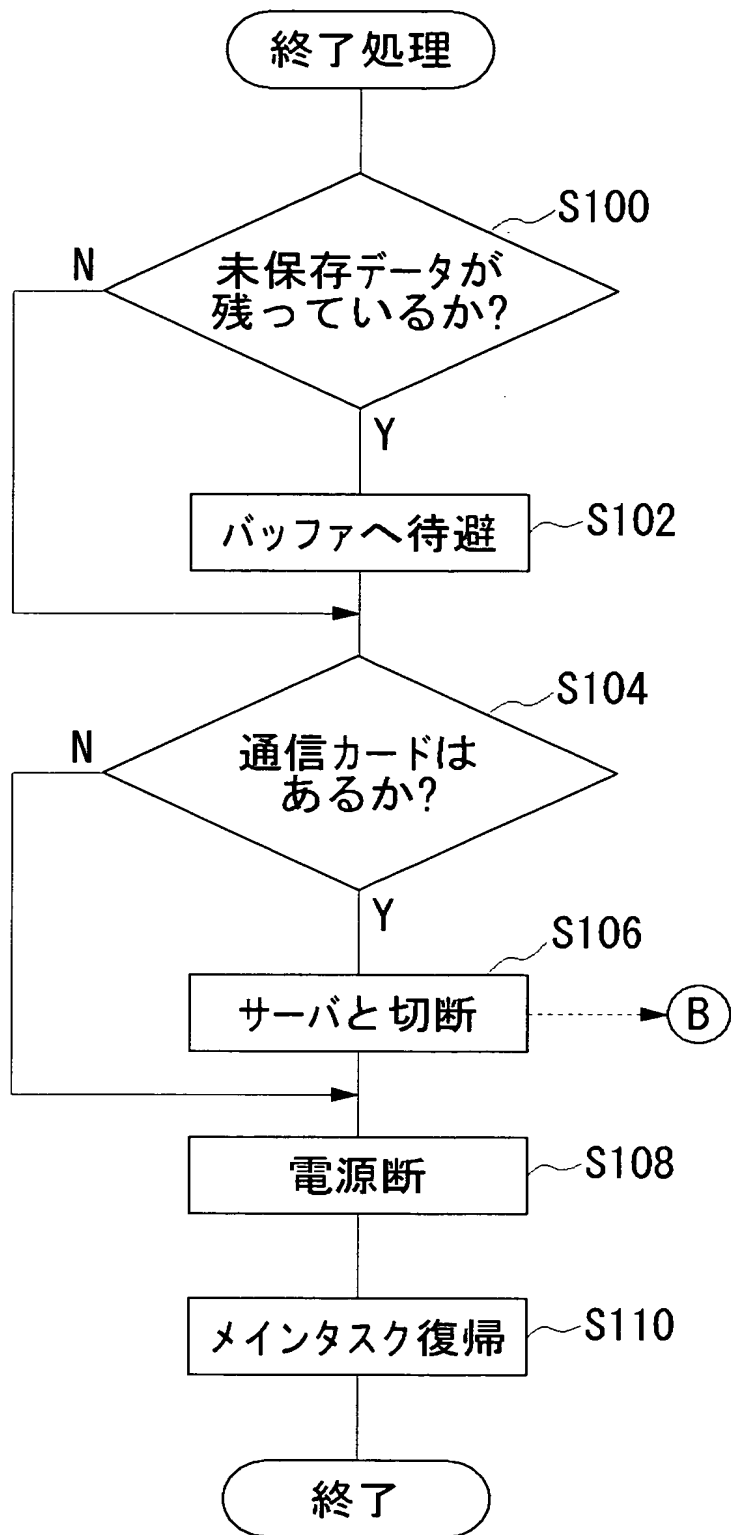 終了処理
S100
N
未保存データが
残っているか?
Y
バッファへ待避
S102
S104
N
通信カードは
あるか?
Y
S106
サーバと切断
B
電源断
S108
メインタスク復帰
S110
終了